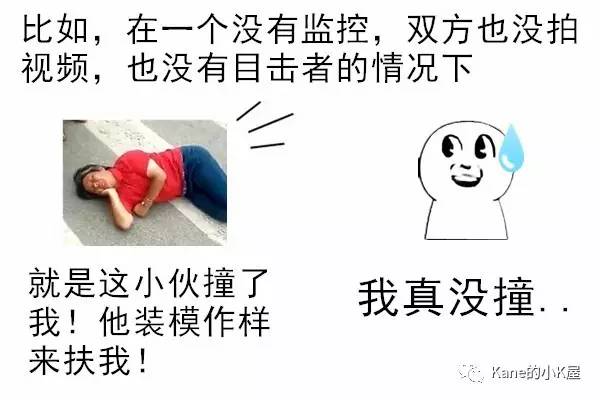 比如，在一个没有监控，双方也没拍
视频，也没有目击者的情况下
就是这小伙撞了
我！他装模作样
来扶我！
我真没撞..
Kane的小K屋